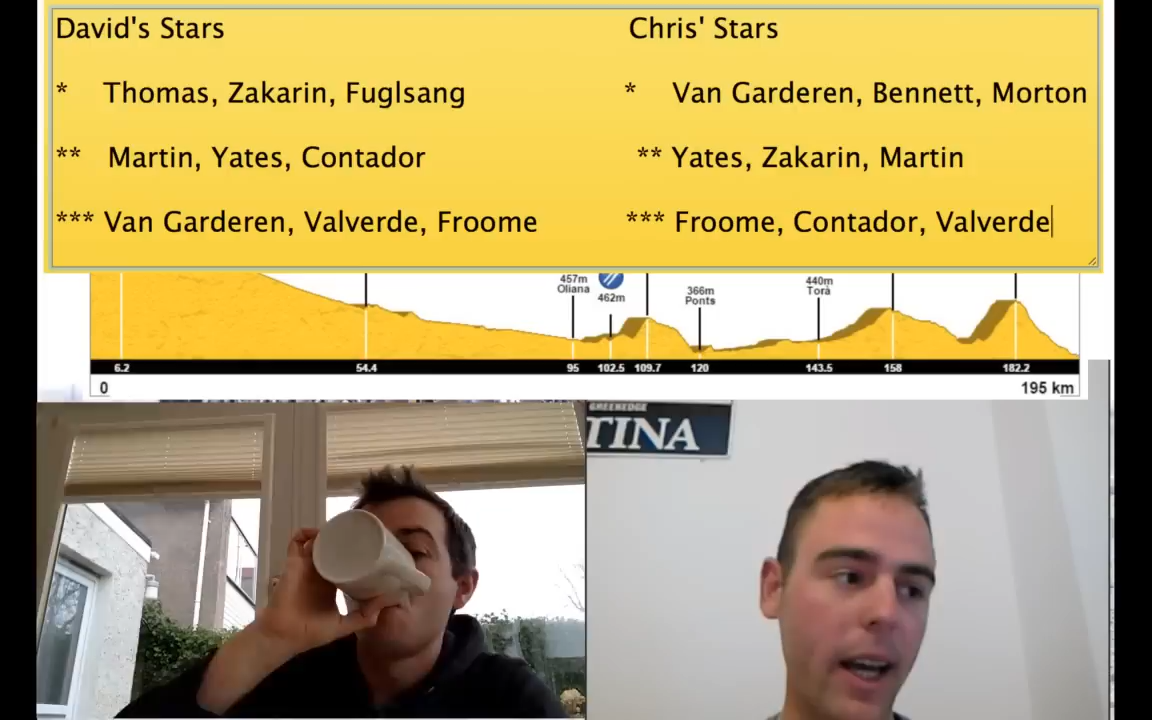 David's Stars
Chris' Stars
* Thomas, Zakarin, Fuglsang
* Van Garderen, Bennett, Morton
** Martin, Yates, Contador
** Yates, Zakarin, Martin
*** Van Garderen, Valverde, Froome
*** Froome, Contador, Valverde
457m
Oliana
462m
366m
Ponts
440m
Torà
6.2
54.4
95
102.5
109.7
120
143.5
158
182.2
0
195 km
GREENEDGE
TINA